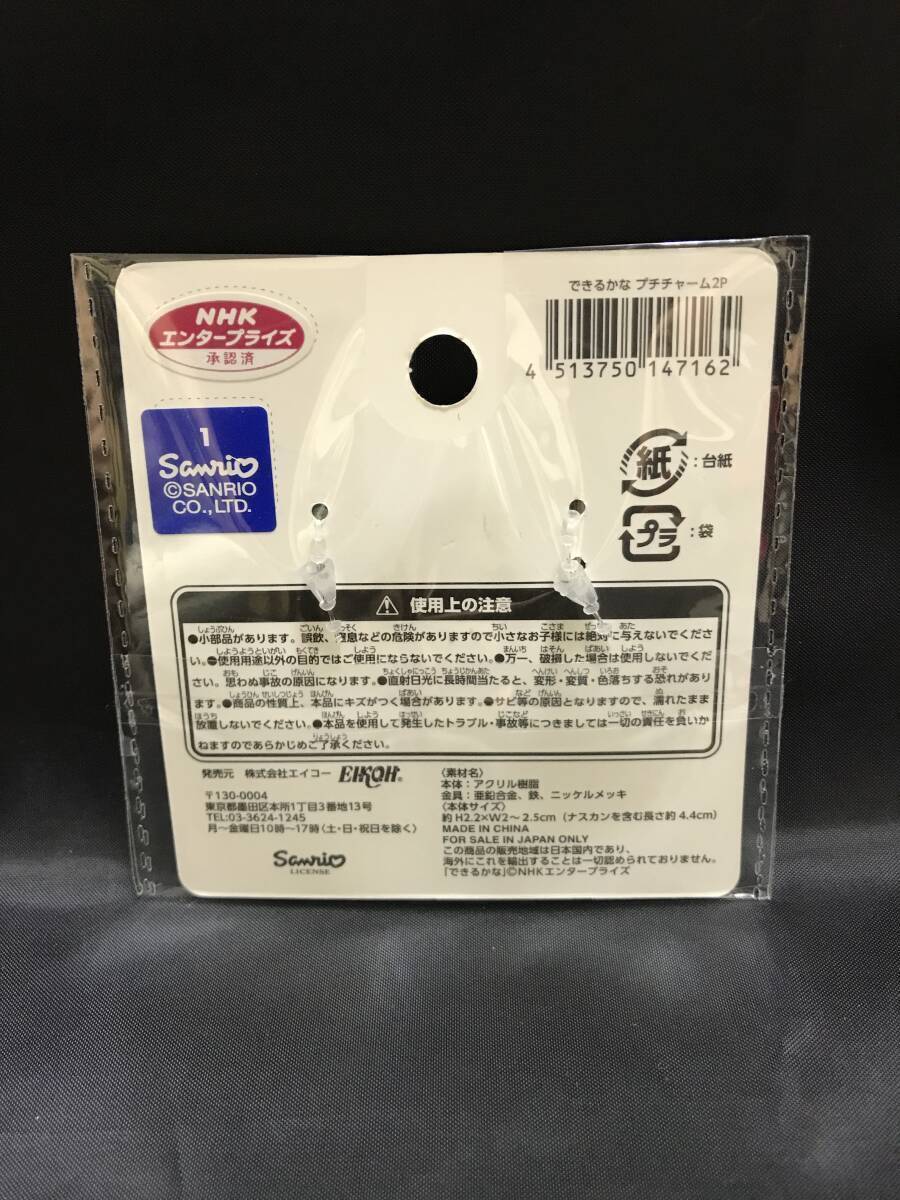 できるかな プチチャーム2P
4 513750 147162
NHK
エンタープライズ
承認済
1
Sanrio
©SANRIO
CO.,LTD.
紙 :台紙
プラ :袋
使用上の注意
●小部品があります。誤飲、窒息などの危険がありますので小さなお子様には絶対に与えないでくださ
い。●使用用途以外の目的ではご使用にならないでください。●万一、破損した場合は使用しないでくだ
さい。思わぬ事故の原因になります。●直射日光に長時間当たると、変形・変質・色落ちする恐れがあり
ます。●商品の性質上、本品にキズがつく場合があります。●サビ等の原因となりますので、濡れたまま
放置しないでください。●本品を使用して発生したトラブル・事故等につきましては一切の責任を負いか
ねますのであらかじめご了承ください。
発売元 株式会社エイコー EIKOH®
〒130-0004
東京都墨田区本所1丁目3番地13号
TEL:03-3624-1245
月～金曜日10時～17時〈土・日・祝日を除く〉
Sanrio
LICENSE
〈素材名〉
本体：アクリル樹脂
金具：亜鉛合金、鉄、ニッケルメッキ
〈本体サイズ〉
約 H2.2×W2～2.5cm（ナスカンを含む長さ約 4.4cm）
MADE IN CHINA
FOR SALE IN JAPAN ONLY
この商品の販売地域は日本国内であり、
海外にこれを輸出することは一切認められておりません。
「できるかな」©NHKエンタープライズ